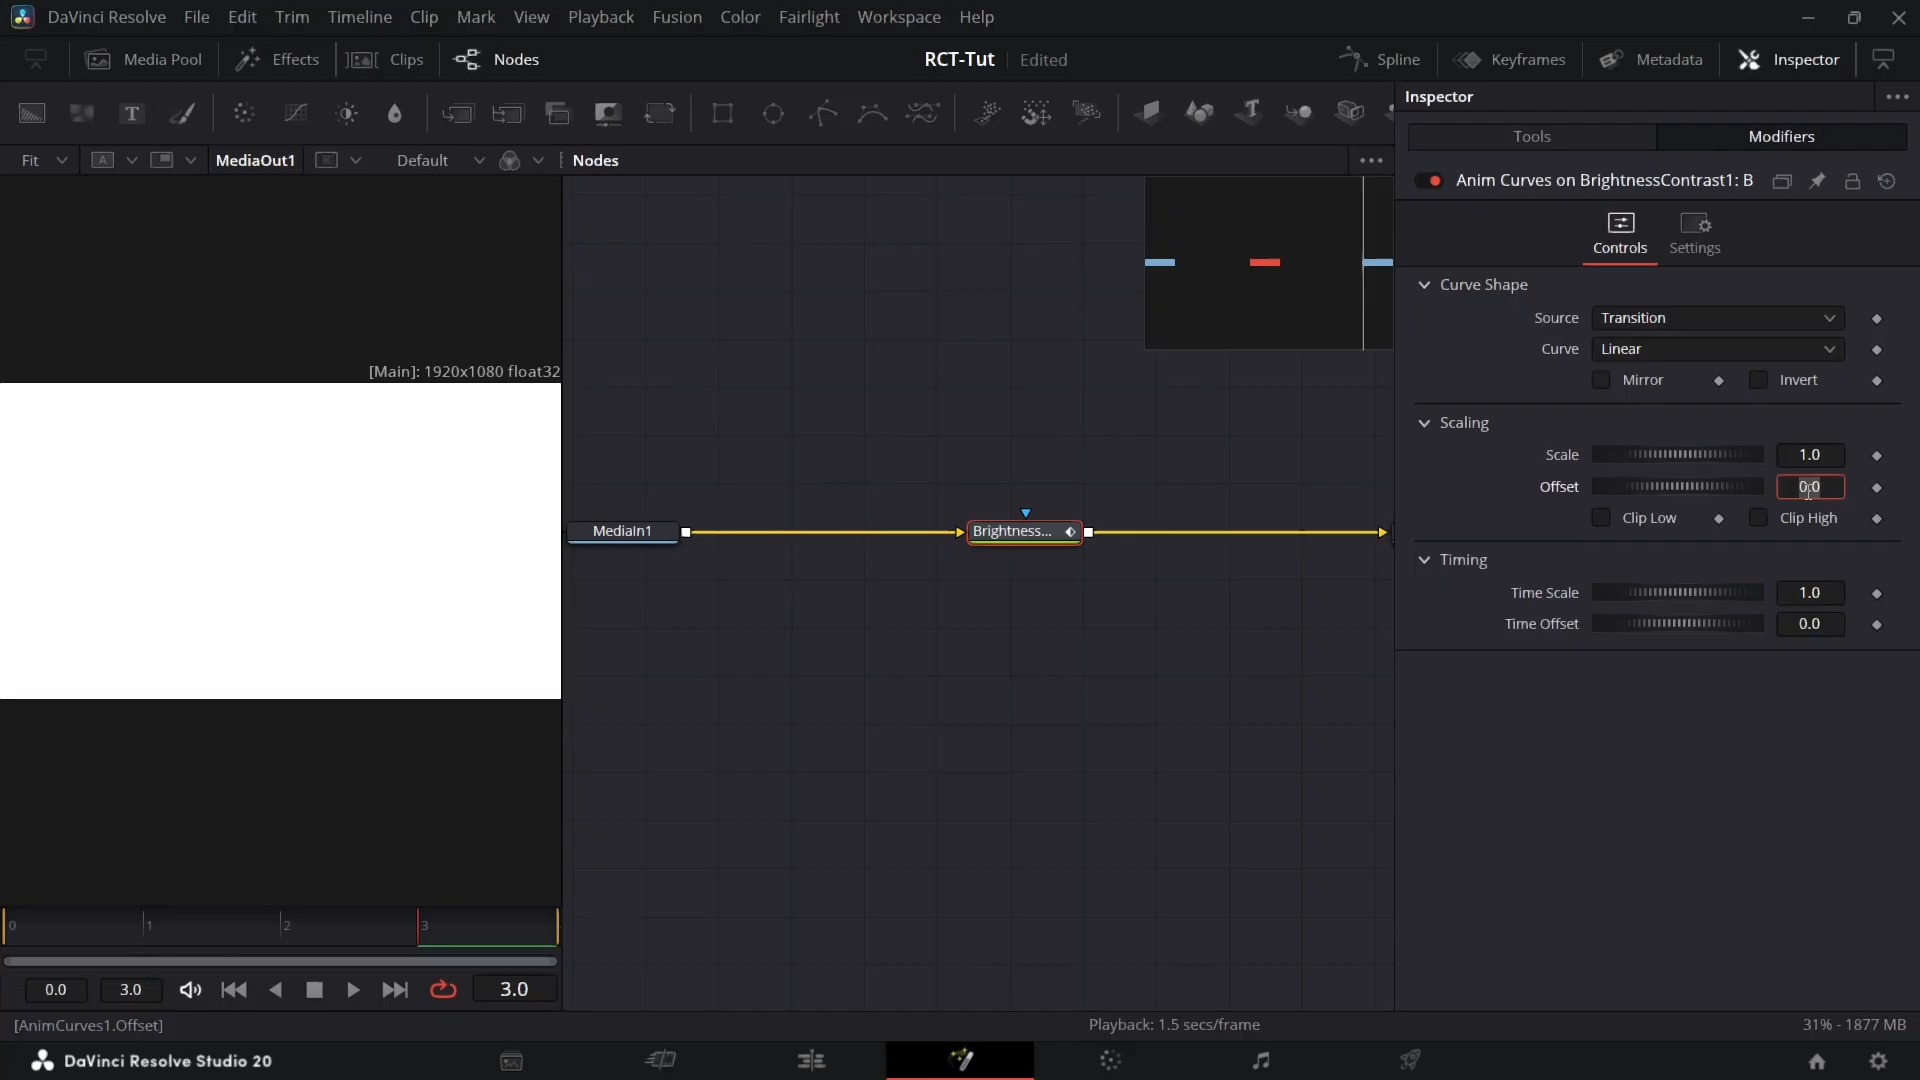 DaVinci Resolve File Edit Trim Timeline Clip Mark View Playback Fusion Color Fairlight Workspace Help
Media Pool Effects Clips Nodes RCT-Tut Edited Spline Keyframes Metadata Inspector
T T Inspector
Tools Modifiers
Fit A MediaOut1 Default Nodes
Anim Curves on BrightnessContrast1: B
Controls Settings
Curve Shape
Source Transition
Curve Linear
[Main]: 1920x1080 float32
Mirror Invert
Scaling
Scale 1.0
Offset 0.0
Clip Low Clip High
MediaIn1 Brightness...
Timing
Time Scale 1.0
Time Offset 0.0
0 1 2 3
0.0 3.0 3.0
[AnimCurves1.Offset] Playback: 1.5 secs/frame 31% - 1877 MB
DaVinci Resolve Studio 20